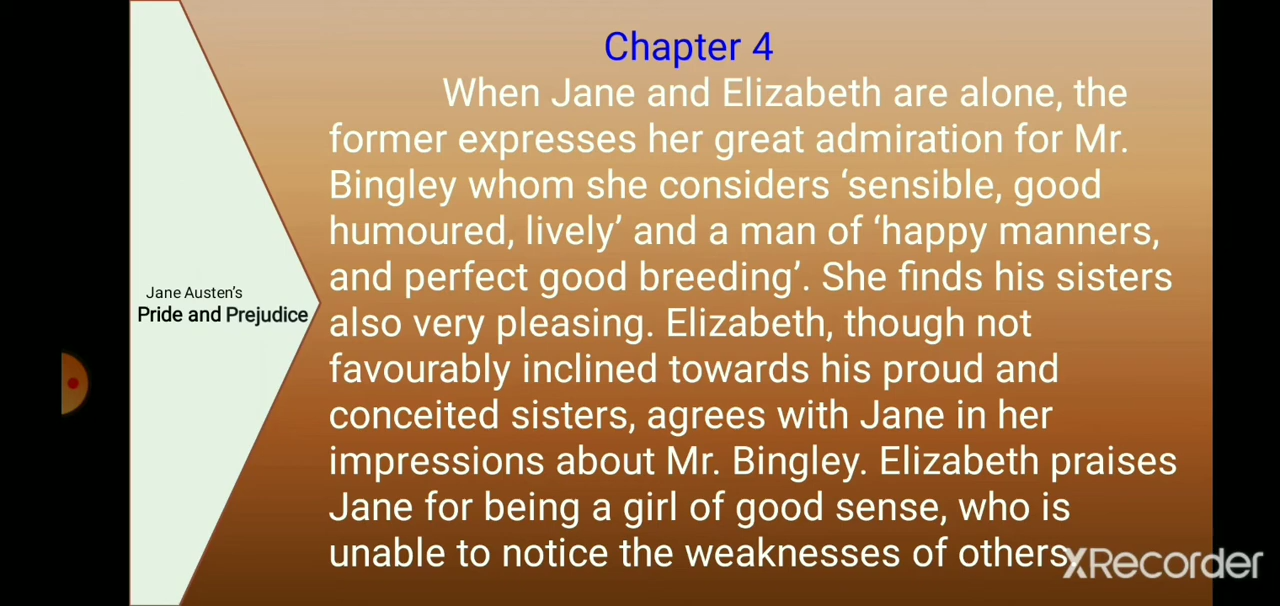 Chapter 4
When Jane and Elizabeth are alone, the
former expresses her great admiration for Mr.
Bingley whom she considers ‘sensible, good
humoured, lively’ and a man of ‘happy manners,
and perfect good breeding’. She finds his sisters
also very pleasing. Elizabeth, though not
favourably inclined towards his proud and
conceited sisters, agrees with Jane in her
impressions about Mr. Bingley. Elizabeth praises
Jane for being a girl of good sense, who is
unable to notice the weaknesses of others.
Jane Austen’s
Pride and Prejudice
XRecorder